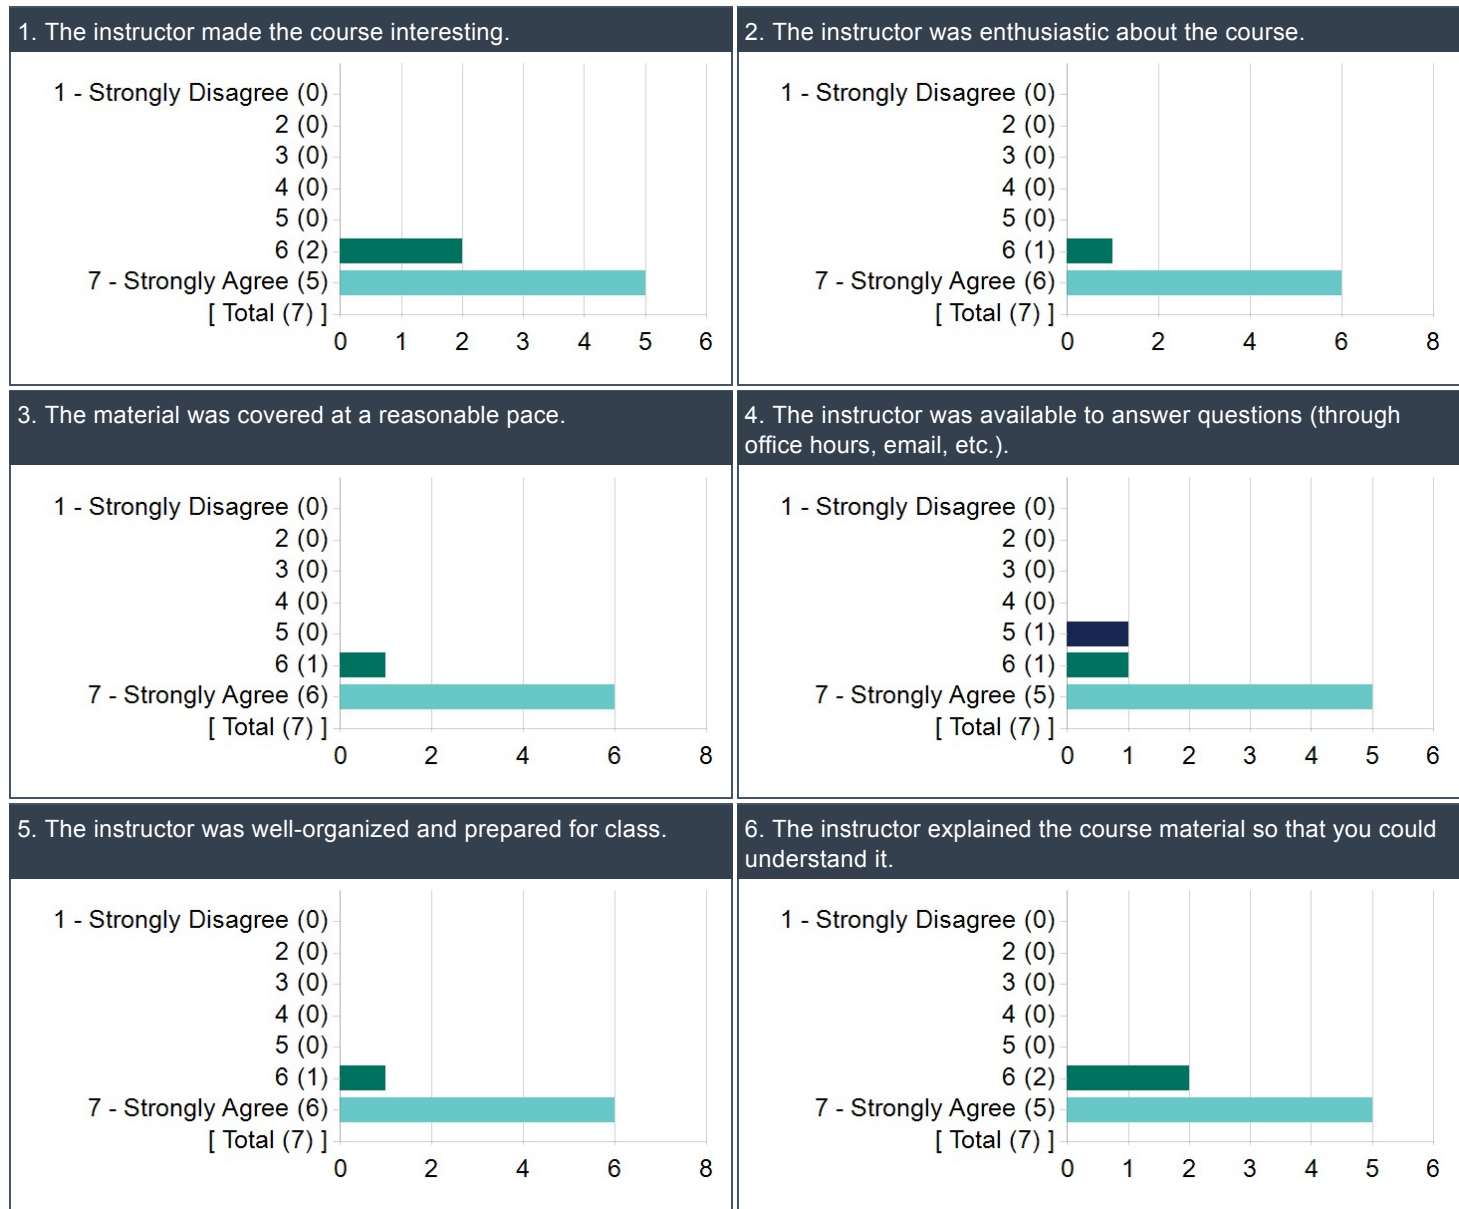 1. The instructor made the course interesting.
1 - Strongly Disagree (0)
2 (0)
3 (0)
4 (0)
5 (0)
6 (2)
7 - Strongly Agree (5)
[ Total (7) ]
0 1 2 3 4 5 6
2. The instructor was enthusiastic about the course.
1 - Strongly Disagree (0)
2 (0)
3 (0)
4 (0)
5 (0)
6 (1)
7 - Strongly Agree (6)
[ Total (7) ]
0 2 4 6 8
3. The material was covered at a reasonable pace.
1 - Strongly Disagree (0)
2 (0)
3 (0)
4 (0)
5 (0)
6 (1)
7 - Strongly Agree (6)
[ Total (7) ]
0 2 4 6 8
4. The instructor was available to answer questions (through
office hours, email, etc.).
1 - Strongly Disagree (0)
2 (0)
3 (0)
4 (0)
5 (1)
6 (1)
7 - Strongly Agree (5)
[ Total (7) ]
0 1 2 3 4 5 6
5. The instructor was well-organized and prepared for class.
1 - Strongly Disagree (0)
2 (0)
3 (0)
4 (0)
5 (0)
6 (1)
7 - Strongly Agree (6)
[ Total (7) ]
0 2 4 6 8
6. The instructor explained the course material so that you could
understand it.
1 - Strongly Disagree (0)
2 (0)
3 (0)
4 (0)
5 (0)
6 (2)
7 - Strongly Agree (5)
[ Total (7) ]
0 1 2 3 4 5 6